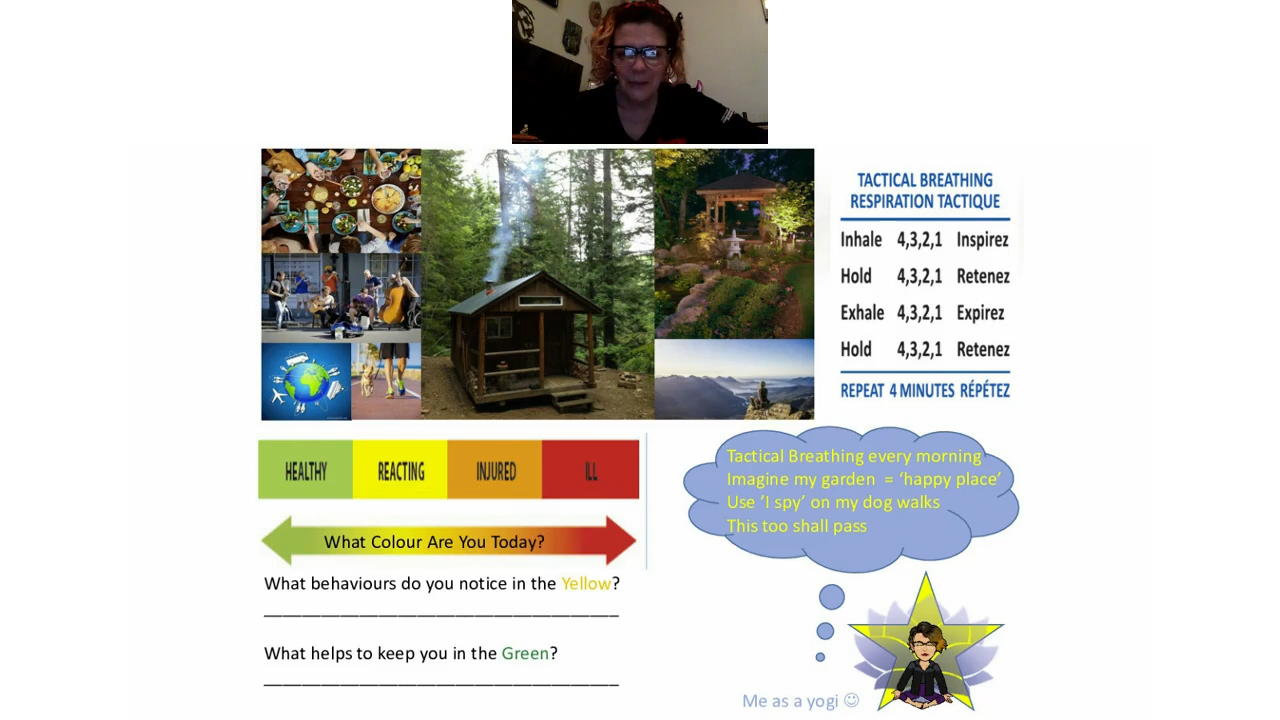 TACTICAL BREATHING
RESPIRATION TACTIQUE
Inhale 4,3,2,1 Inspirez
Hold 4,3,2,1 Retenez
Exhale 4,3,2,1 Expirez
Hold 4,3,2,1 Retenez
REPEAT 4 MINUTES RÉPÉTEZ
HEALTHY REACTING INJURED ILL
What Colour Are You Today?
What behaviours do you notice in the Yellow?
What helps to keep you in the Green?
Tactical Breathing every morning
Imagine my garden = ‘happy place’
Use ’I spy’ on my dog walks
This too shall pass
Me as a yogi ☺